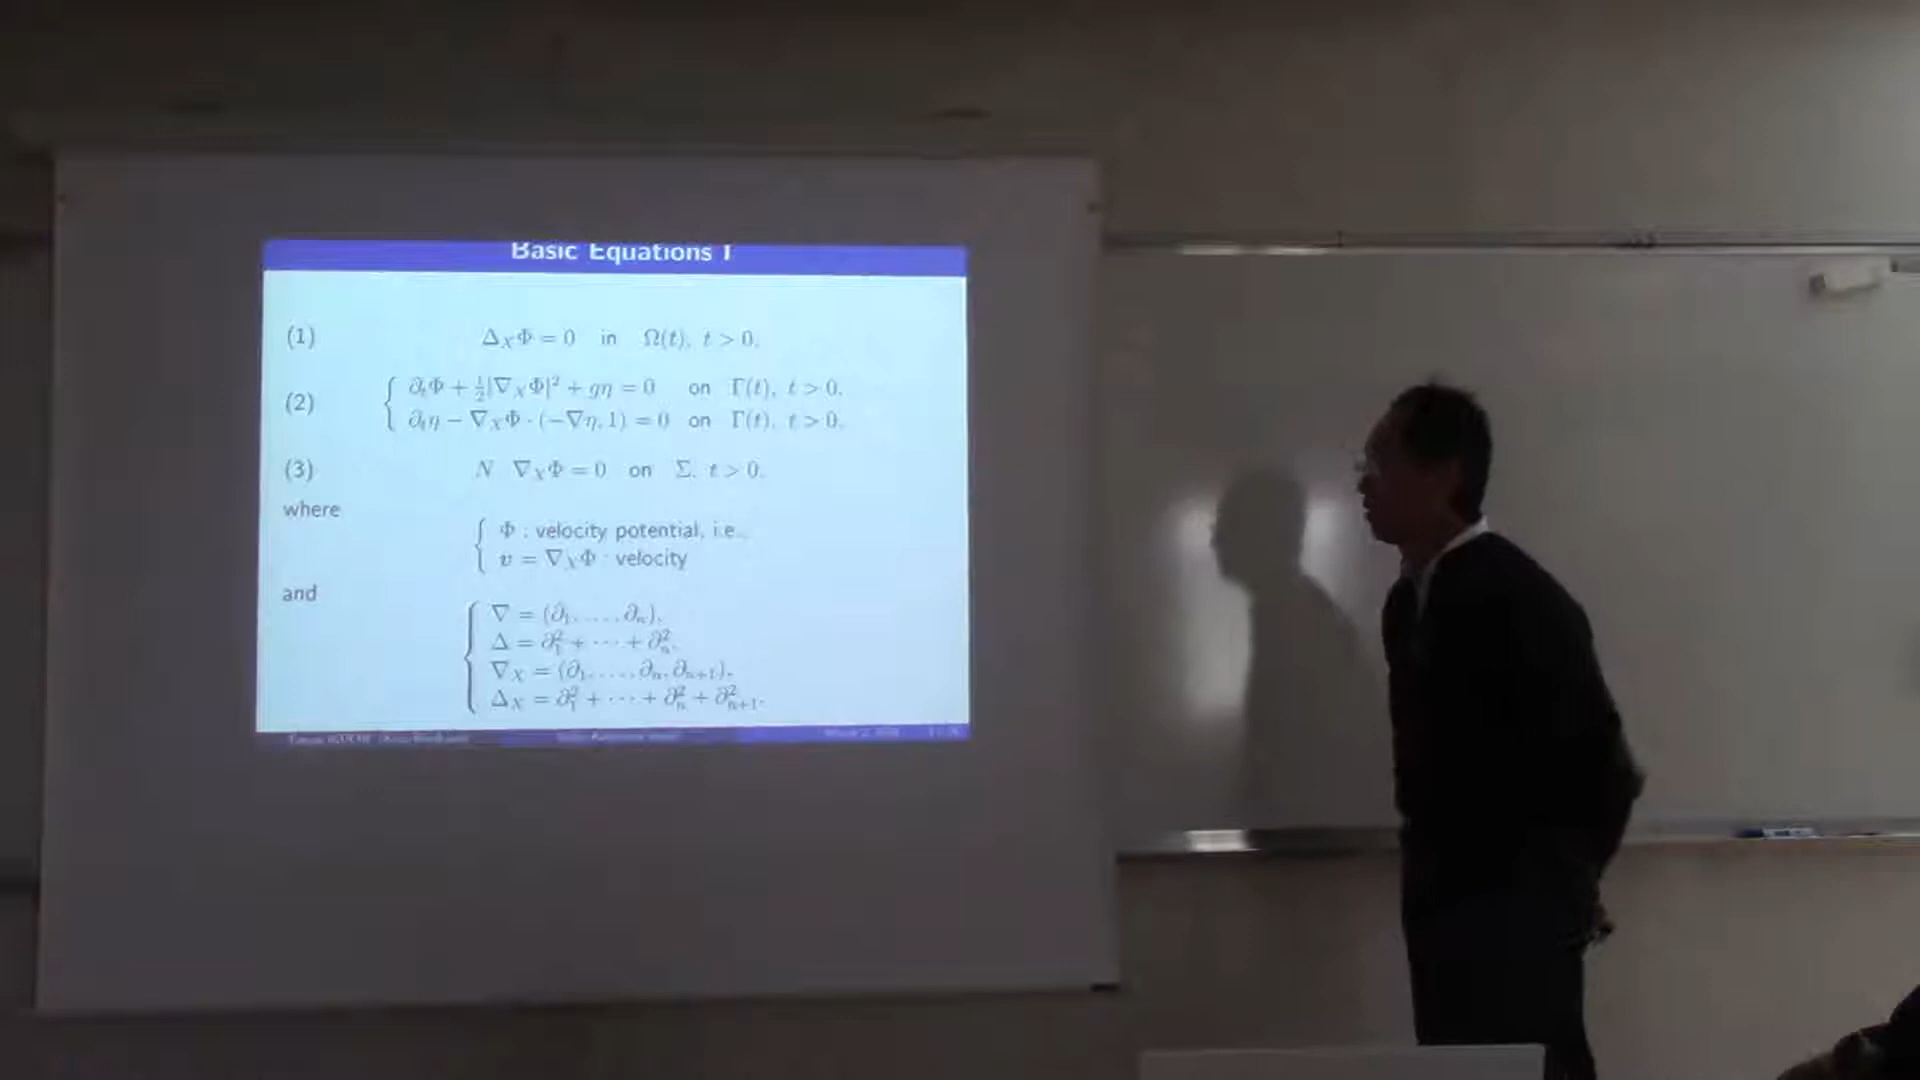 Basic Equations I
(1) Δ_X Φ = 0 in Ω(t), t > 0,
(2) { ∂_t Φ + ½|∇_X Φ|² + gη = 0 on Γ(t), t > 0,
∂_t η − ∇_X Φ · (−∇η, 1) = 0 on Γ(t), t > 0,
(3) N · ∇_X Φ = 0 on Σ, t > 0,
where
{ Φ : velocity potential, i.e.,
v = ∇_X Φ : velocity
and
{ ∇ = (∂_1, . . . , ∂_n),
Δ = ∂_1² + · · · + ∂_n²,
∇_X = (∂_1, . . . , ∂_n, ∂_{n+1}),
Δ_X = ∂_1² + · · · + ∂_n² + ∂_{n+1}².